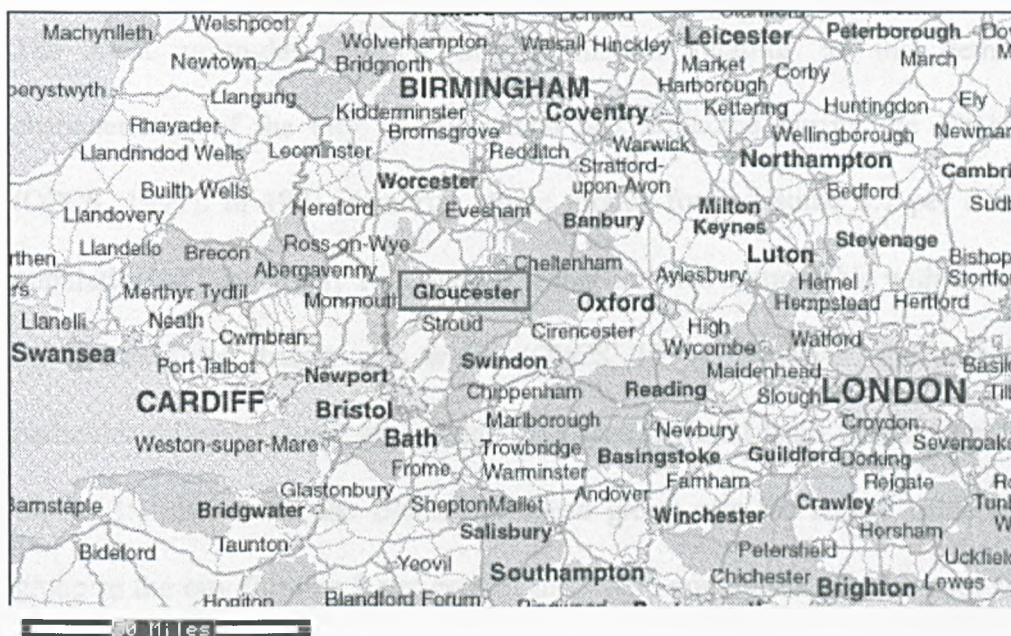 Machynlleth Welshpool Wolverhampton Walsall Hinckley Leicester Peterborough
Newtown Bridgnorth Market Harborough Corby March
Llangurig BIRMINGHAM
Kidderminster Coventry Kettering Huntingdon Ely
Rhayader Bromsgrove Wellingborough
Llandrindod Wells Leominster Redditch Warwick Northampton
Worcester Stratford-upon-Avon
Builth Wells Bedford
Llandovery Hereford Evesham Banbury Milton Keynes
Llandello Brecon Ross-on-Wye Luton Stevenage
Abergavenny Cheltenham Aylesbury Hemel Hempstead
Merthyr Tydfil Monmouth Gloucester Oxford Hertford
Llanelli Neath Stroud Cirencester High Wycombe Watford
Swansea Cwmbran Swindon
Port Talbot Newport Maidenhead
CARDIFF Bristol Chippenham Reading Slough LONDON
Marlborough Newbury Croydon
Weston-super-Mare Bath Trowbridge Basingstoke Guildford Dorking
Frome Warminster Farnham Reigate
Glastonbury Andover
Bridgwater Shepton Mallet Winchester Crawley
Salisbury Horsham
Bideford Taunton Petersfield
Yeovil Southampton Chichester Brighton Lewes
Honiton Blandford Forum
50 Miles